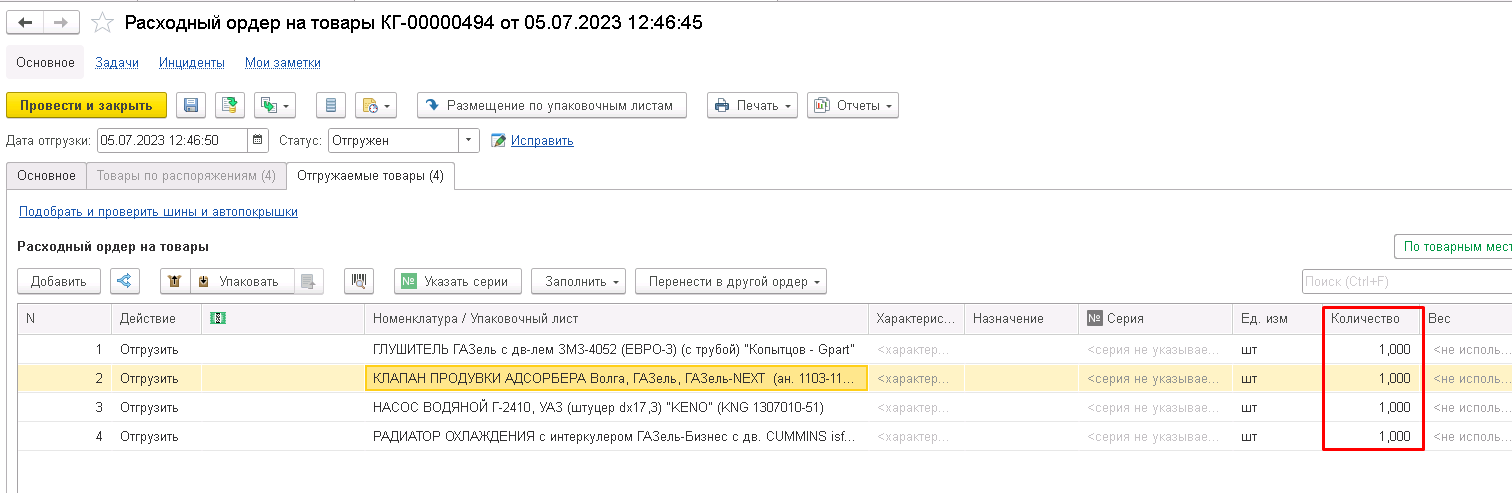 Расходный ордер на товары КГ-00000494 от 05.07.2023 12:46:45
Основное Задачи Инциденты Мои заметки
Провести и закрыть Размещение по упаковочным листам Печать Отчеты
Дата отгрузки: 05.07.2023 12:46:50 Статус: Отгружен Исправить
Основное Товары по распоряжениям (4) Отгружаемые товары (4)
Подобрать и проверить шины и автопокрышки
Расходный ордер на товары По товарным мест
Добавить Упаковать № Указать серии Заполнить Перенести в другой ордер Поиск (Ctrl+F)
N Действие Номенклатура / Упаковочный лист Характерис... Назначение № Серия Ед. изм Количество Вес
1 Отгрузить ГЛУШИТЕЛЬ ГАЗель с дв-лем ЗМЗ-4052 (ЕВРО-3) (с трубой) "Копытцов - Gpart" <характер... <серия не указывае... шт 1,000 <не исполь...
2 Отгрузить КЛАПАН ПРОДУВКИ АДСОРБЕРА Волга, ГАЗель, ГАЗель-NEXT (ан. 1103-11... <характер... <серия не указывае... шт 1,000 <не исполь...
3 Отгрузить НАСОС ВОДЯНОЙ Г-2410, УАЗ (штуцер dx17,3) "KENO" (KNG 1307010-51) <характер... <серия не указывае... шт 1,000 <не исполь...
4 Отгрузить РАДИАТОР ОХЛАЖДЕНИЯ с интеркулером ГАЗель-Бизнес с дв. CUMMINS isf... <характер... <серия не указывае... шт 1,000 <не исполь...